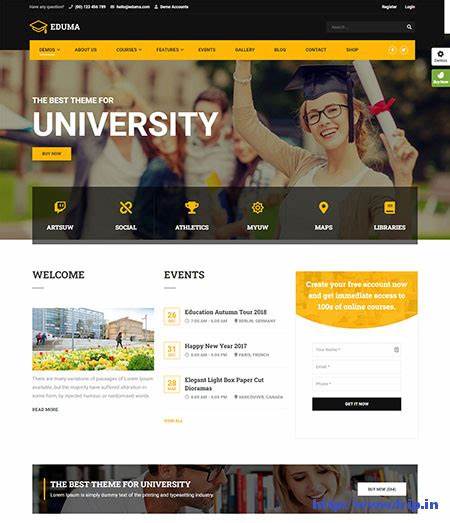 Have any question? (00) 123 456 789 hello@eduma.com Demo Accounts Register Login
EDUMA Search...
DEMOS ABOUT US COURSES FEATURES EVENTS GALLERY BLOG CONTACT SHOP
Demos
Buy Now
THE BEST THEME FOR
UNIVERSITY
BUY NOW
ARTSUW SOCIAL ATHLETICS MYUW MAPS LIBRARIES
WELCOME
There are many variations of passages of Lorem Ipsum
available, but the majority have suffered alteration in
some form, by injected humour, or randomised words.
READ MORE
EVENTS
26
Education Autumn Tour 2018
7:00 AM - 5:00 AM BERLIN, GERMANY
31
Happy New Year 2017
8:00 AM - 5:00 PM PARIS, FRENCH
28
Elegant Light Box Paper Cut
Dioramas
8:00 AM - 5:00 PM VANCOUVER, CANADA
VIEW ALL
Create your free account now
and get immediate access to
100s of online courses.
Your Name *
Email *
Phone *
GET IT NOW
THE BEST THEME FOR UNIVERSITY
Lorem Ipsum is simply dummy text of the printing and typesetting industry.
BUY NOW ($64)